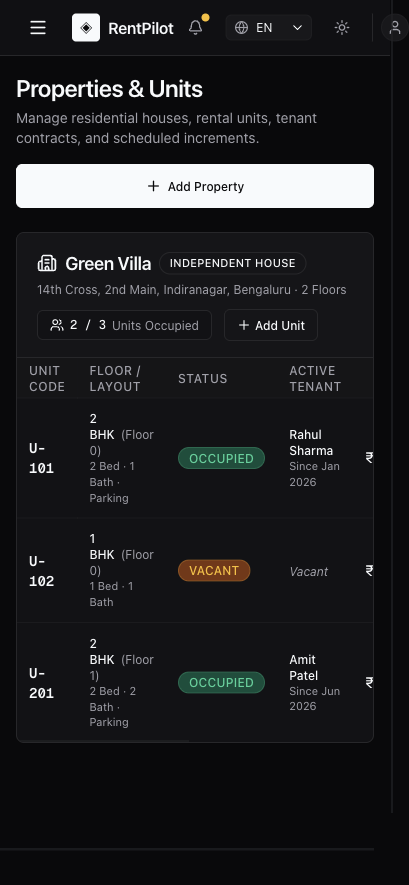 RentPilot EN
Properties & Units
Manage residential houses, rental units, tenant
contracts, and scheduled increments.
Add Property
Green Villa INDEPENDENT HOUSE
14th Cross, 2nd Main, Indiranagar, Bengaluru · 2 Floors
2 / 3 Units Occupied
Add Unit
UNIT
CODE
FLOOR /
LAYOUT
STATUS
ACTIVE
TENANT
U-
101
2
BHK (Floor
0)
2 Bed · 1
Bath ·
Parking
OCCUPIED
Rahul
Sharma
Since Jan
2026
₹
U-
102
1
BHK (Floor
0)
1 Bed · 1
Bath
VACANT
Vacant
₹
U-
201
2
BHK (Floor
1)
2 Bed · 2
Bath ·
Parking
OCCUPIED
Amit
Patel
Since Jun
2026
₹